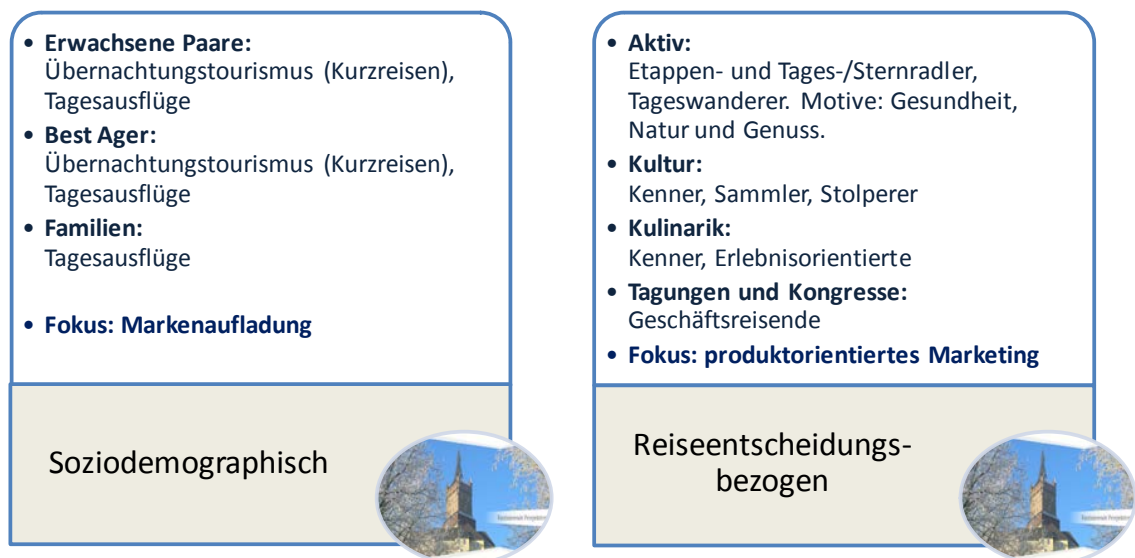 • Erwachsene Paare:
Übernachtungstourismus (Kurzreisen),
Tagesausflüge
• Best Ager:
Übernachtungstourismus (Kurzreisen),
Tagesausflüge
• Familien:
Tagesausflüge
• Fokus: Markenaufladung
Soziodemographisch
• Aktiv:
Etappen- und Tages-/Sternradler,
Tageswanderer. Motive: Gesundheit,
Natur und Genuss.
• Kultur:
Kenner, Sammler, Stolperer
• Kulinarik:
Kenner, Erlebnisorientierte
• Tagungen und Kongresse:
Geschäftsreisende
• Fokus: produktorientiertes Marketing
Reiseentscheidungs-
bezogen